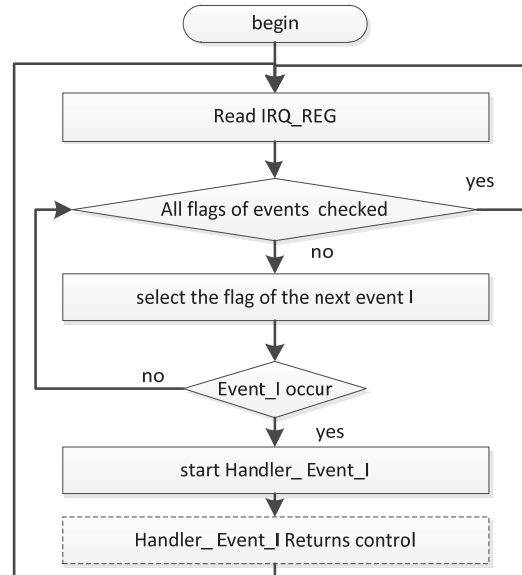 begin
Read IRQ_REG
yes
All flags of events checked
no
select the flag of the next event I
no
Event_I occur
yes
start Handler_ Event_I
Handler_ Event_I Returns control